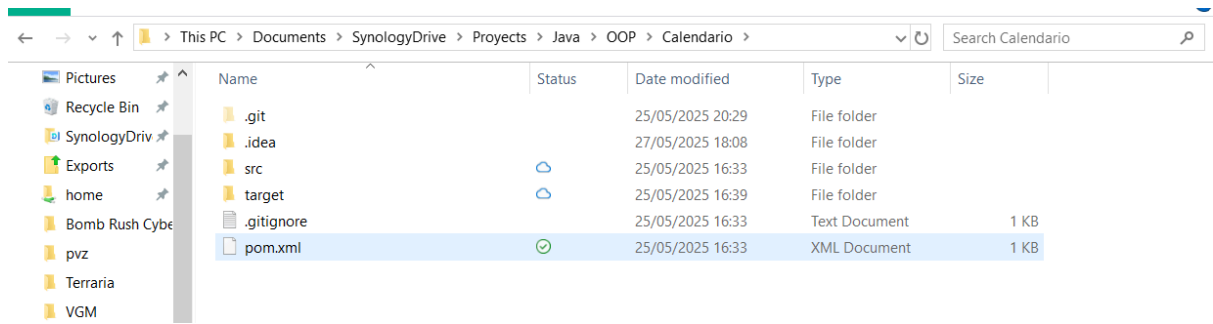 This PC > Documents > SynologyDrive > Proyects > Java > OOP > Calendario >
Search Calendario
Pictures
Recycle Bin
SynologyDriv
Exports
home
Bomb Rush Cybe
pvz
Terraria
VGM
Name Status Date modified Type Size
.git 25/05/2025 20:29 File folder
.idea 27/05/2025 18:08 File folder
src 25/05/2025 16:33 File folder
target 25/05/2025 16:39 File folder
.gitignore 25/05/2025 16:33 Text Document 1 KB
pom.xml 25/05/2025 16:33 XML Document 1 KB